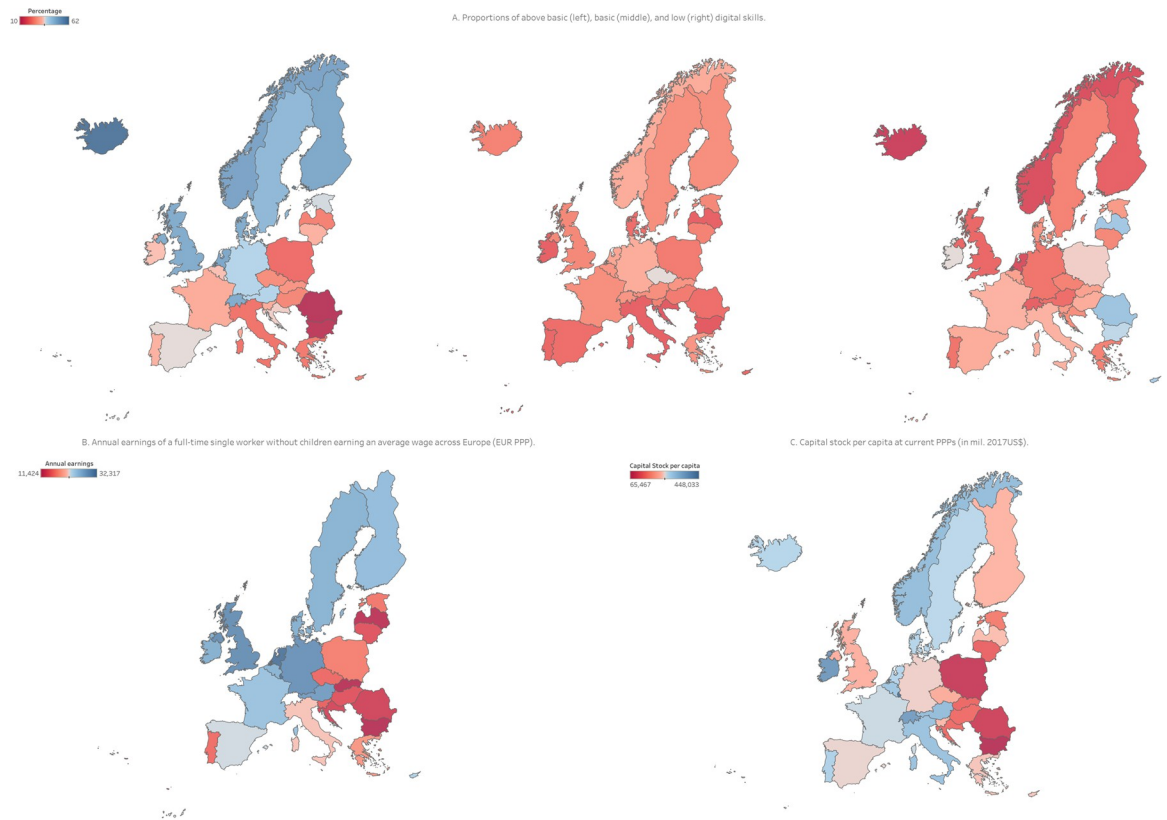 Percentage
10 62
A. Proportions of above basic (left), basic (middle), and low (right) digital skills.
B. Annual earnings of a full-time single worker without children earning an average wage across Europe (EUR PPP).
Annual earnings
11,424 32,317
C. Capital stock per capita at current PPPs (in mil. 2017US$).
Capital Stock per capita
65,467 448,033